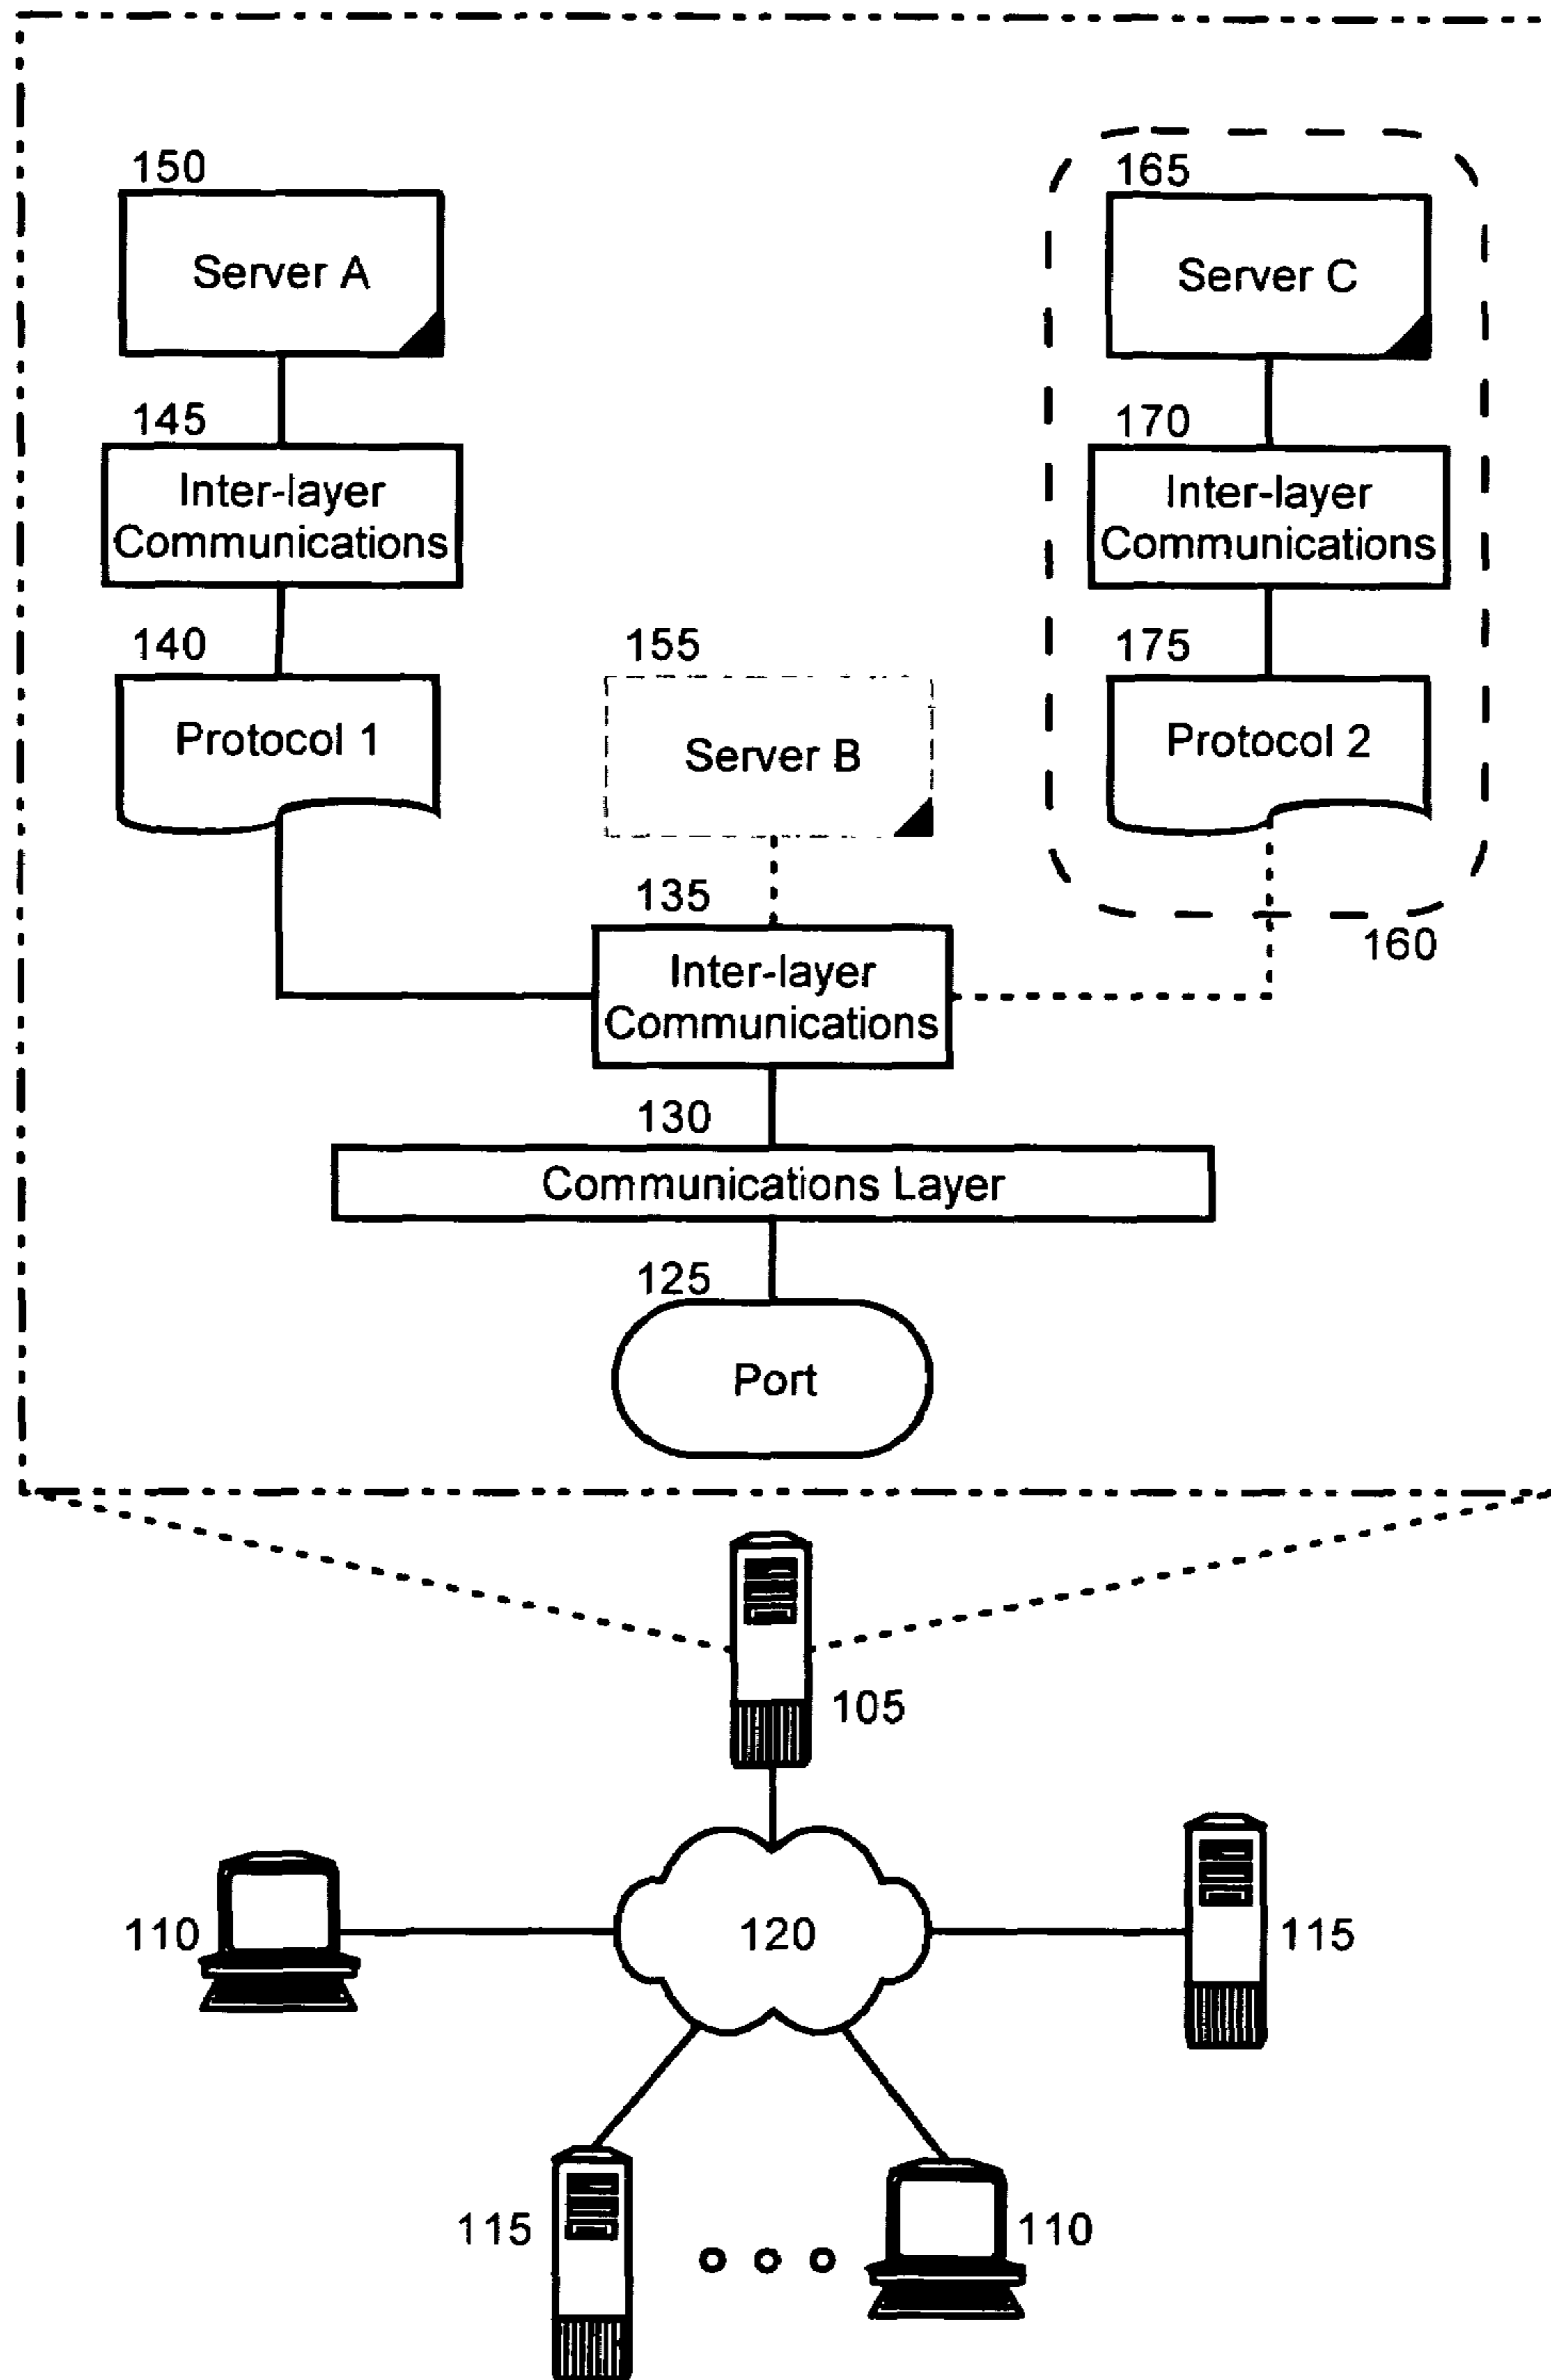 150
Server A
165
Server C
145
Inter-layer
Communications
170
Inter-layer
Communications
140
Protocol 1
155
Server B
175
Protocol 2
160
135
Inter-layer
Communications
130
Communications Layer
125
Port
105
110
120
115
115
110